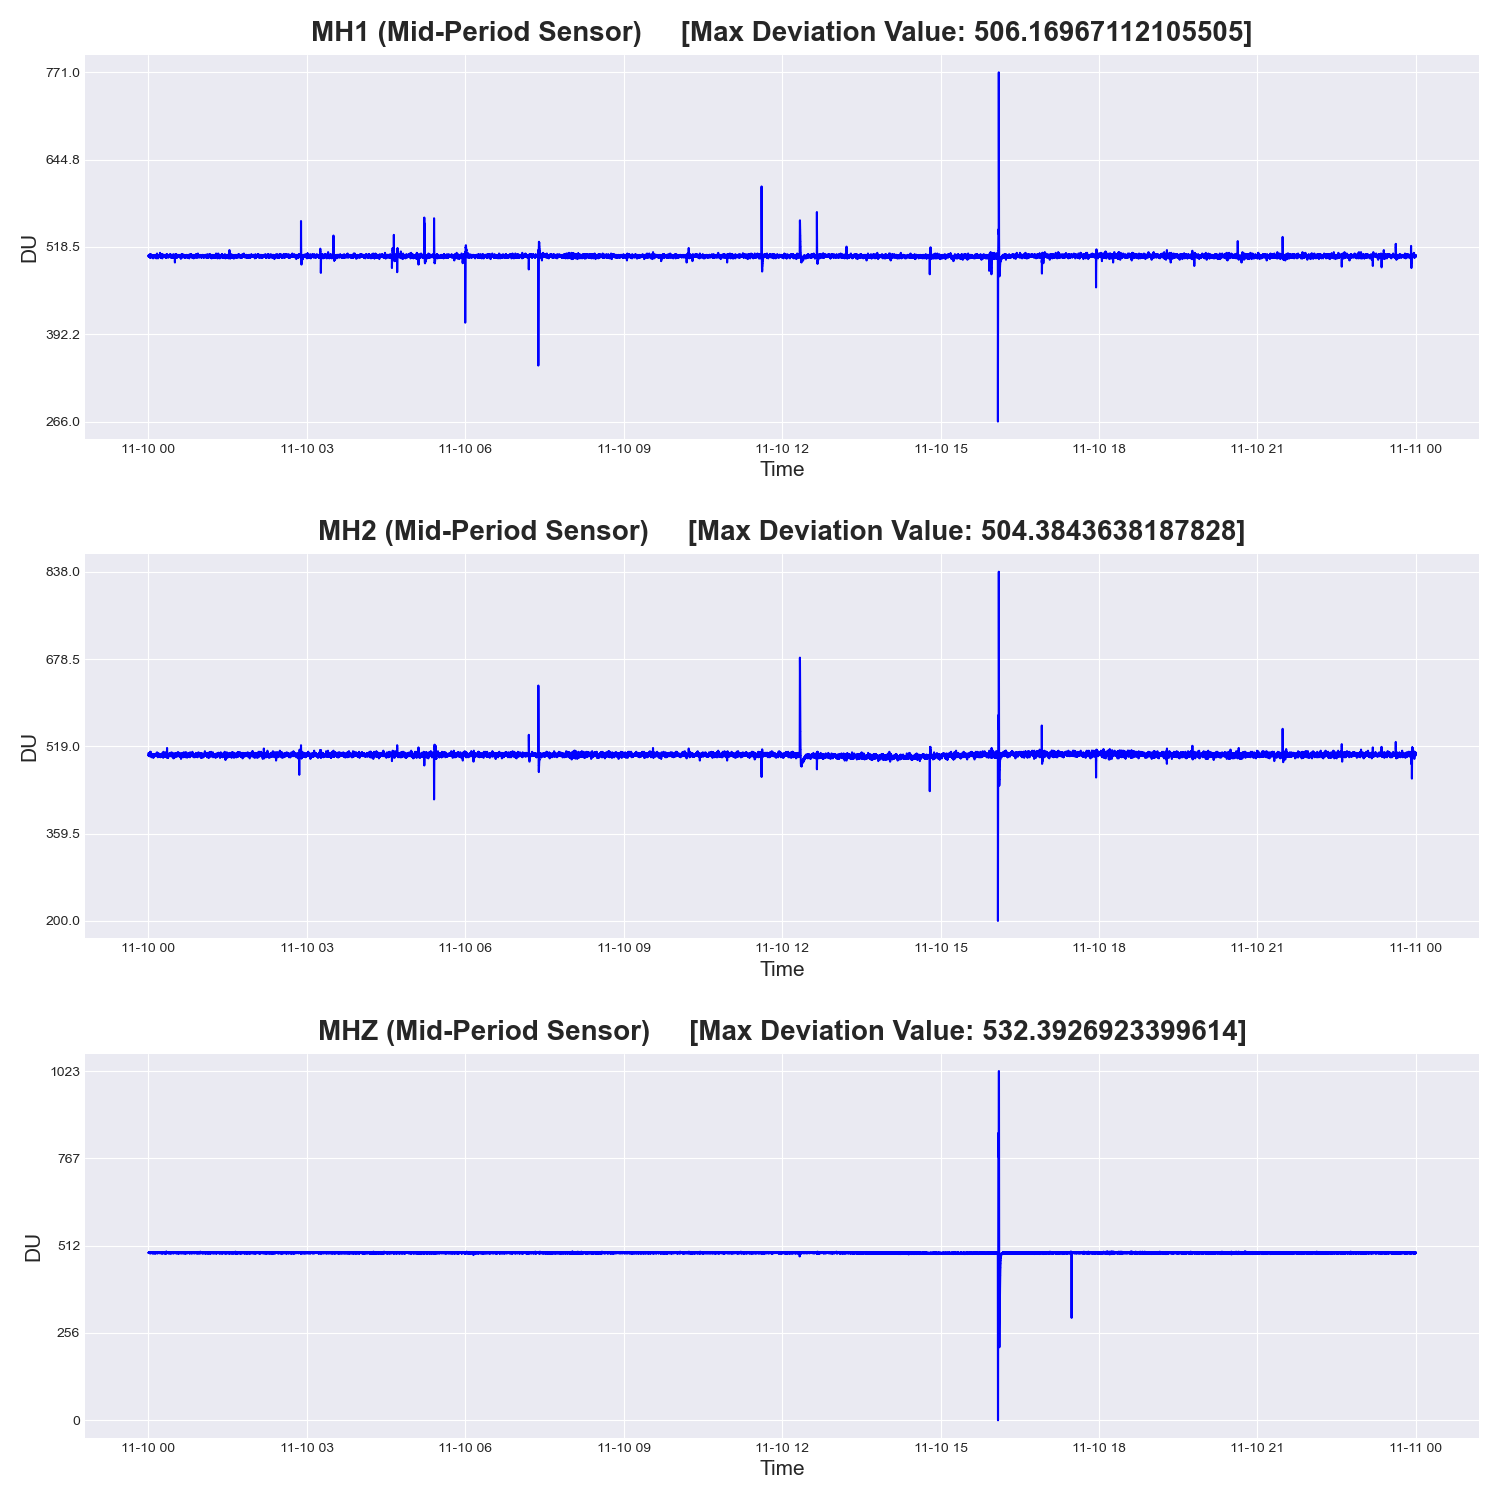 MH1 (Mid-Period Sensor) [Max Deviation Value: 506.16967112105505]
771.0
644.8
518.5
392.2
266.0
DU
11-10 00 11-10 03 11-10 06 11-10 09 11-10 12 11-10 15 11-10 18 11-10 21 11-11 00
Time
MH2 (Mid-Period Sensor) [Max Deviation Value: 504.3843638187828]
838.0
678.5
519.0
359.5
200.0
DU
11-10 00 11-10 03 11-10 06 11-10 09 11-10 12 11-10 15 11-10 18 11-10 21 11-11 00
Time
MHZ (Mid-Period Sensor) [Max Deviation Value: 532.3926923399614]
1023
767
512
256
0
DU
11-10 00 11-10 03 11-10 06 11-10 09 11-10 12 11-10 15 11-10 18 11-10 21 11-11 00
Time